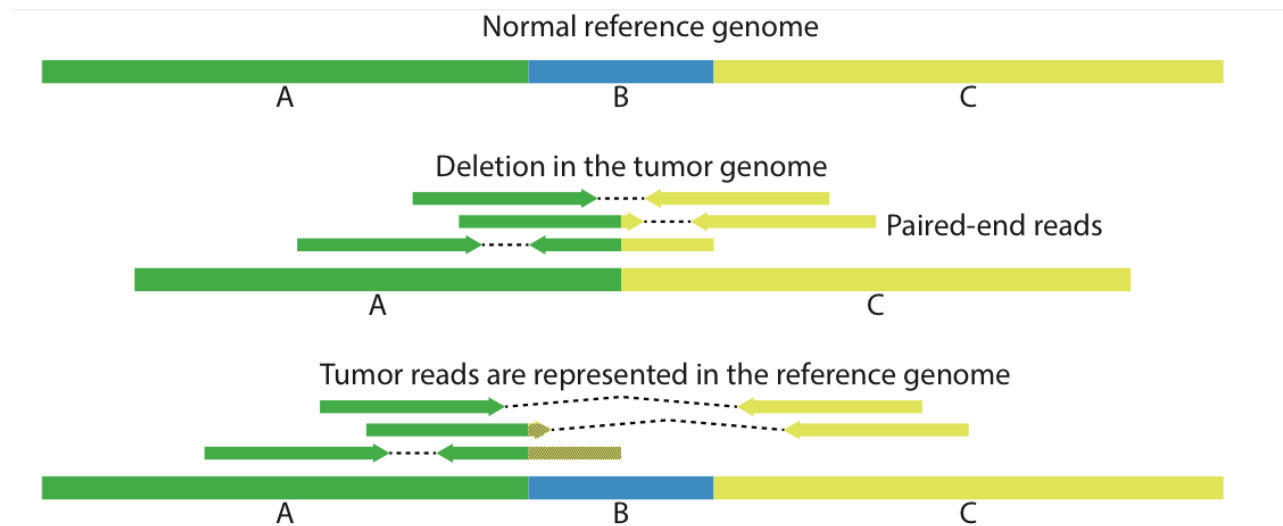 Normal reference genome
A B C
Deletion in the tumor genome
Paired-end reads
A C
Tumor reads are represented in the reference genome
A B C